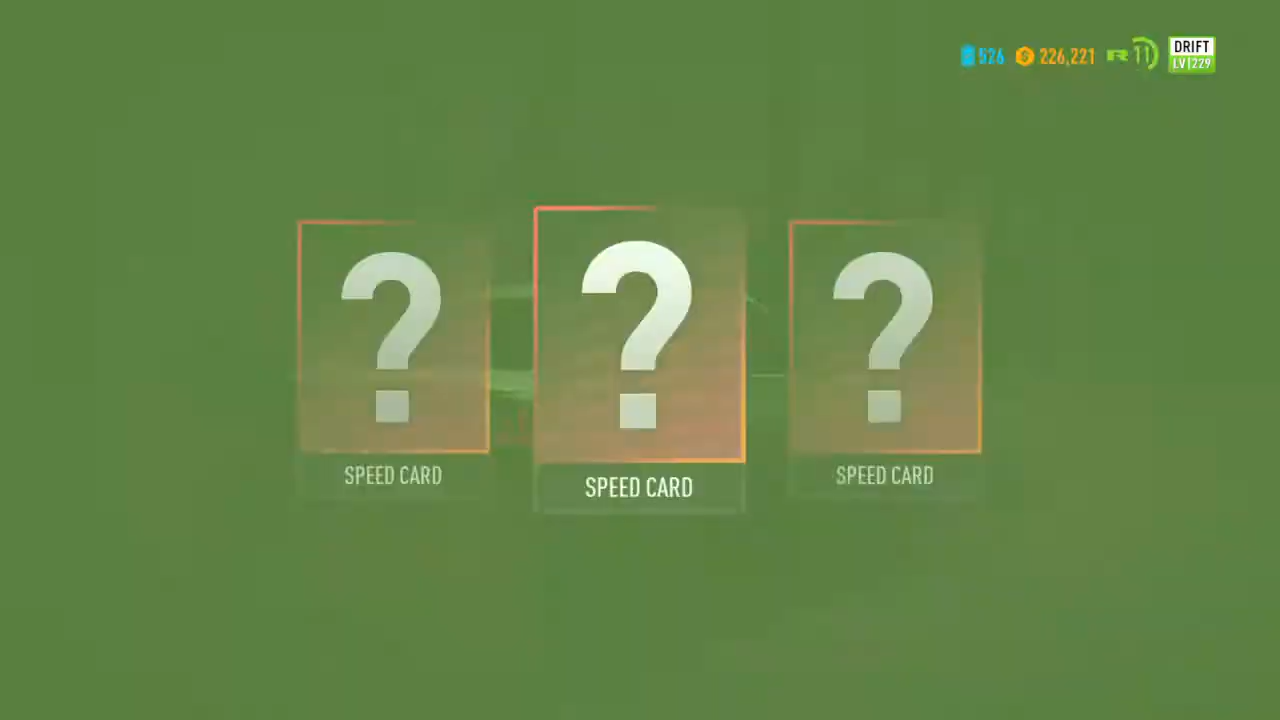 526 226,221 R 11 DRIFT
LV|229
? ? ?
SPEED CARD SPEED CARD SPEED CARD